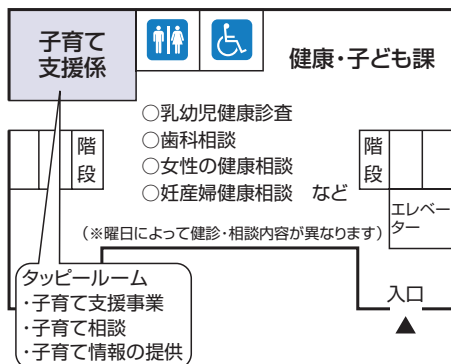 子育て
支援係
健康・子ども課
○乳幼児健康診査
○歯科相談
○女性の健康相談
○妊産婦健康相談　など
階
段
階
段
エレベー
ター
（※曜日によって健診・相談内容が異なります）
タッピールーム
・子育て支援事業
・子育て相談
・子育て情報の提供
入口